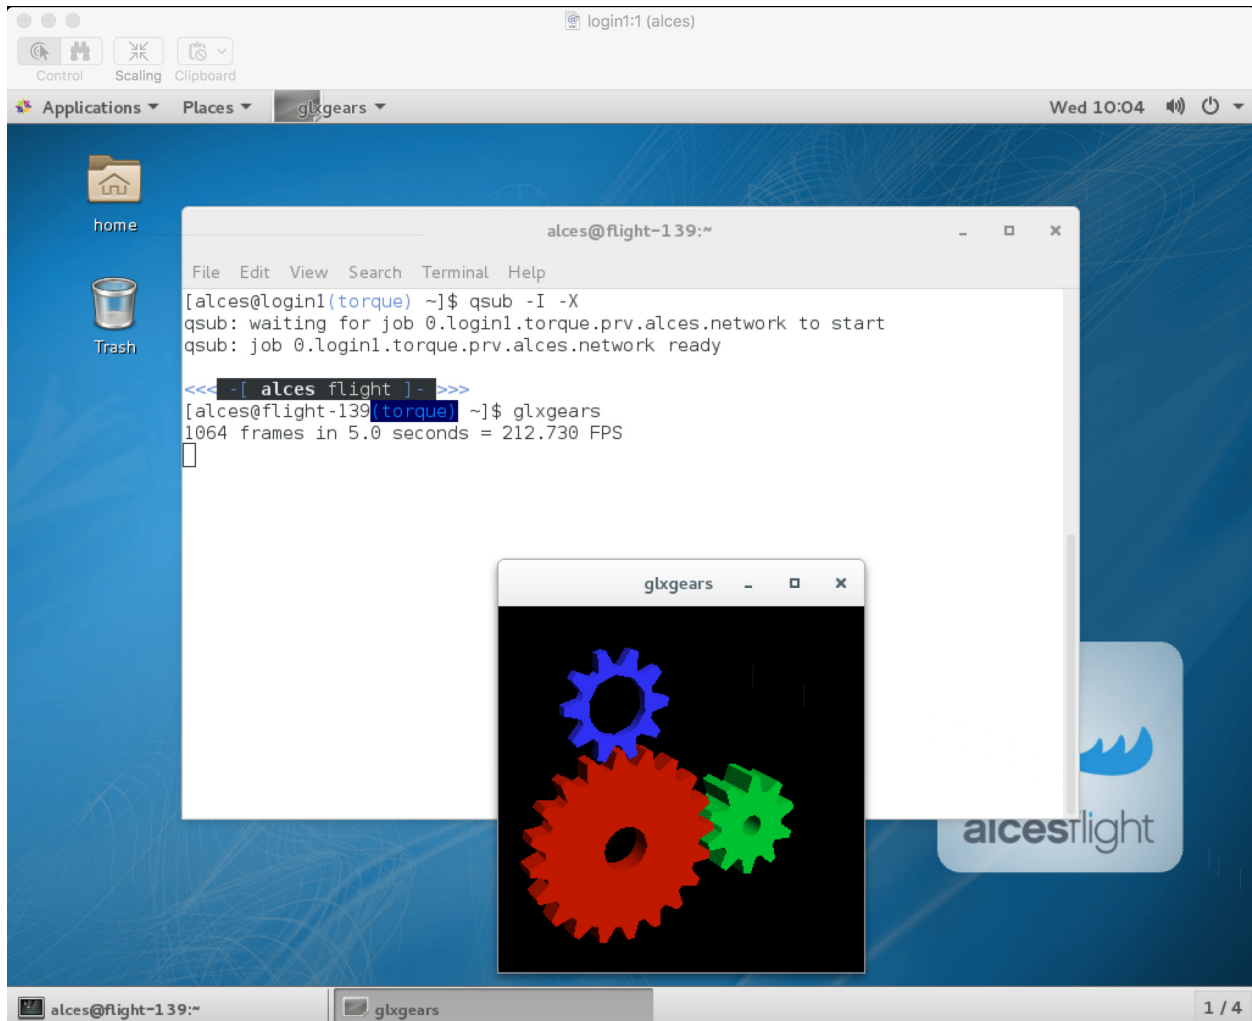 login1:1 (alces)
Control Scaling Clipboard
Applications Places glxgears Wed 10:04
home
Trash
alces@flight-139:~
File Edit View Search Terminal Help
[alces@login1(torque) ~]$ qsub -I -X
qsub: waiting for job 0.login1.torque.prv.alces.network to start
qsub: job 0.login1.torque.prv.alces.network ready
<<< -[ alces flight ]- >>>
[alces@flight-139(torque) ~]$ glxgears
1064 frames in 5.0 seconds = 212.730 FPS
glxgears
alcesflight
alces@flight-139:~ glxgears 1 / 4